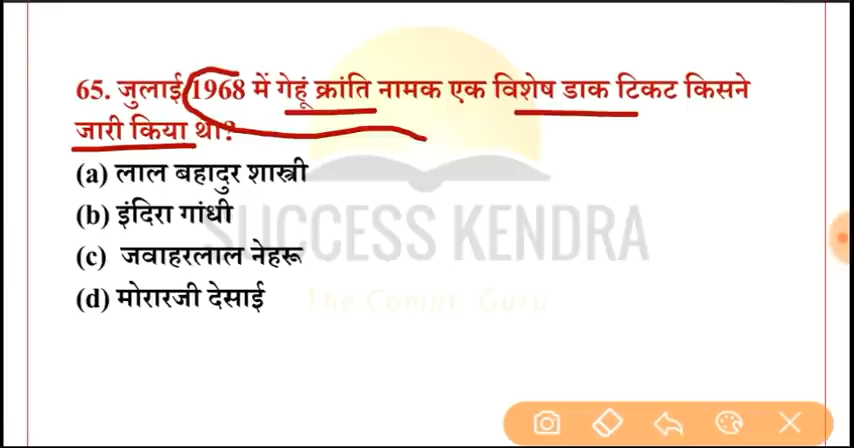 65. जुलाई 1968 में गेहूं क्रांति नामक एक विशेष डाक टिकट किसने
जारी किया था?
(a) लाल बहादुर शास्त्री
(b) इंदिरा गांधी
(c) जवाहरलाल नेहरू
(d) मोरारजी देसाई
SUCCESS KENDRA
The Compt. Guru